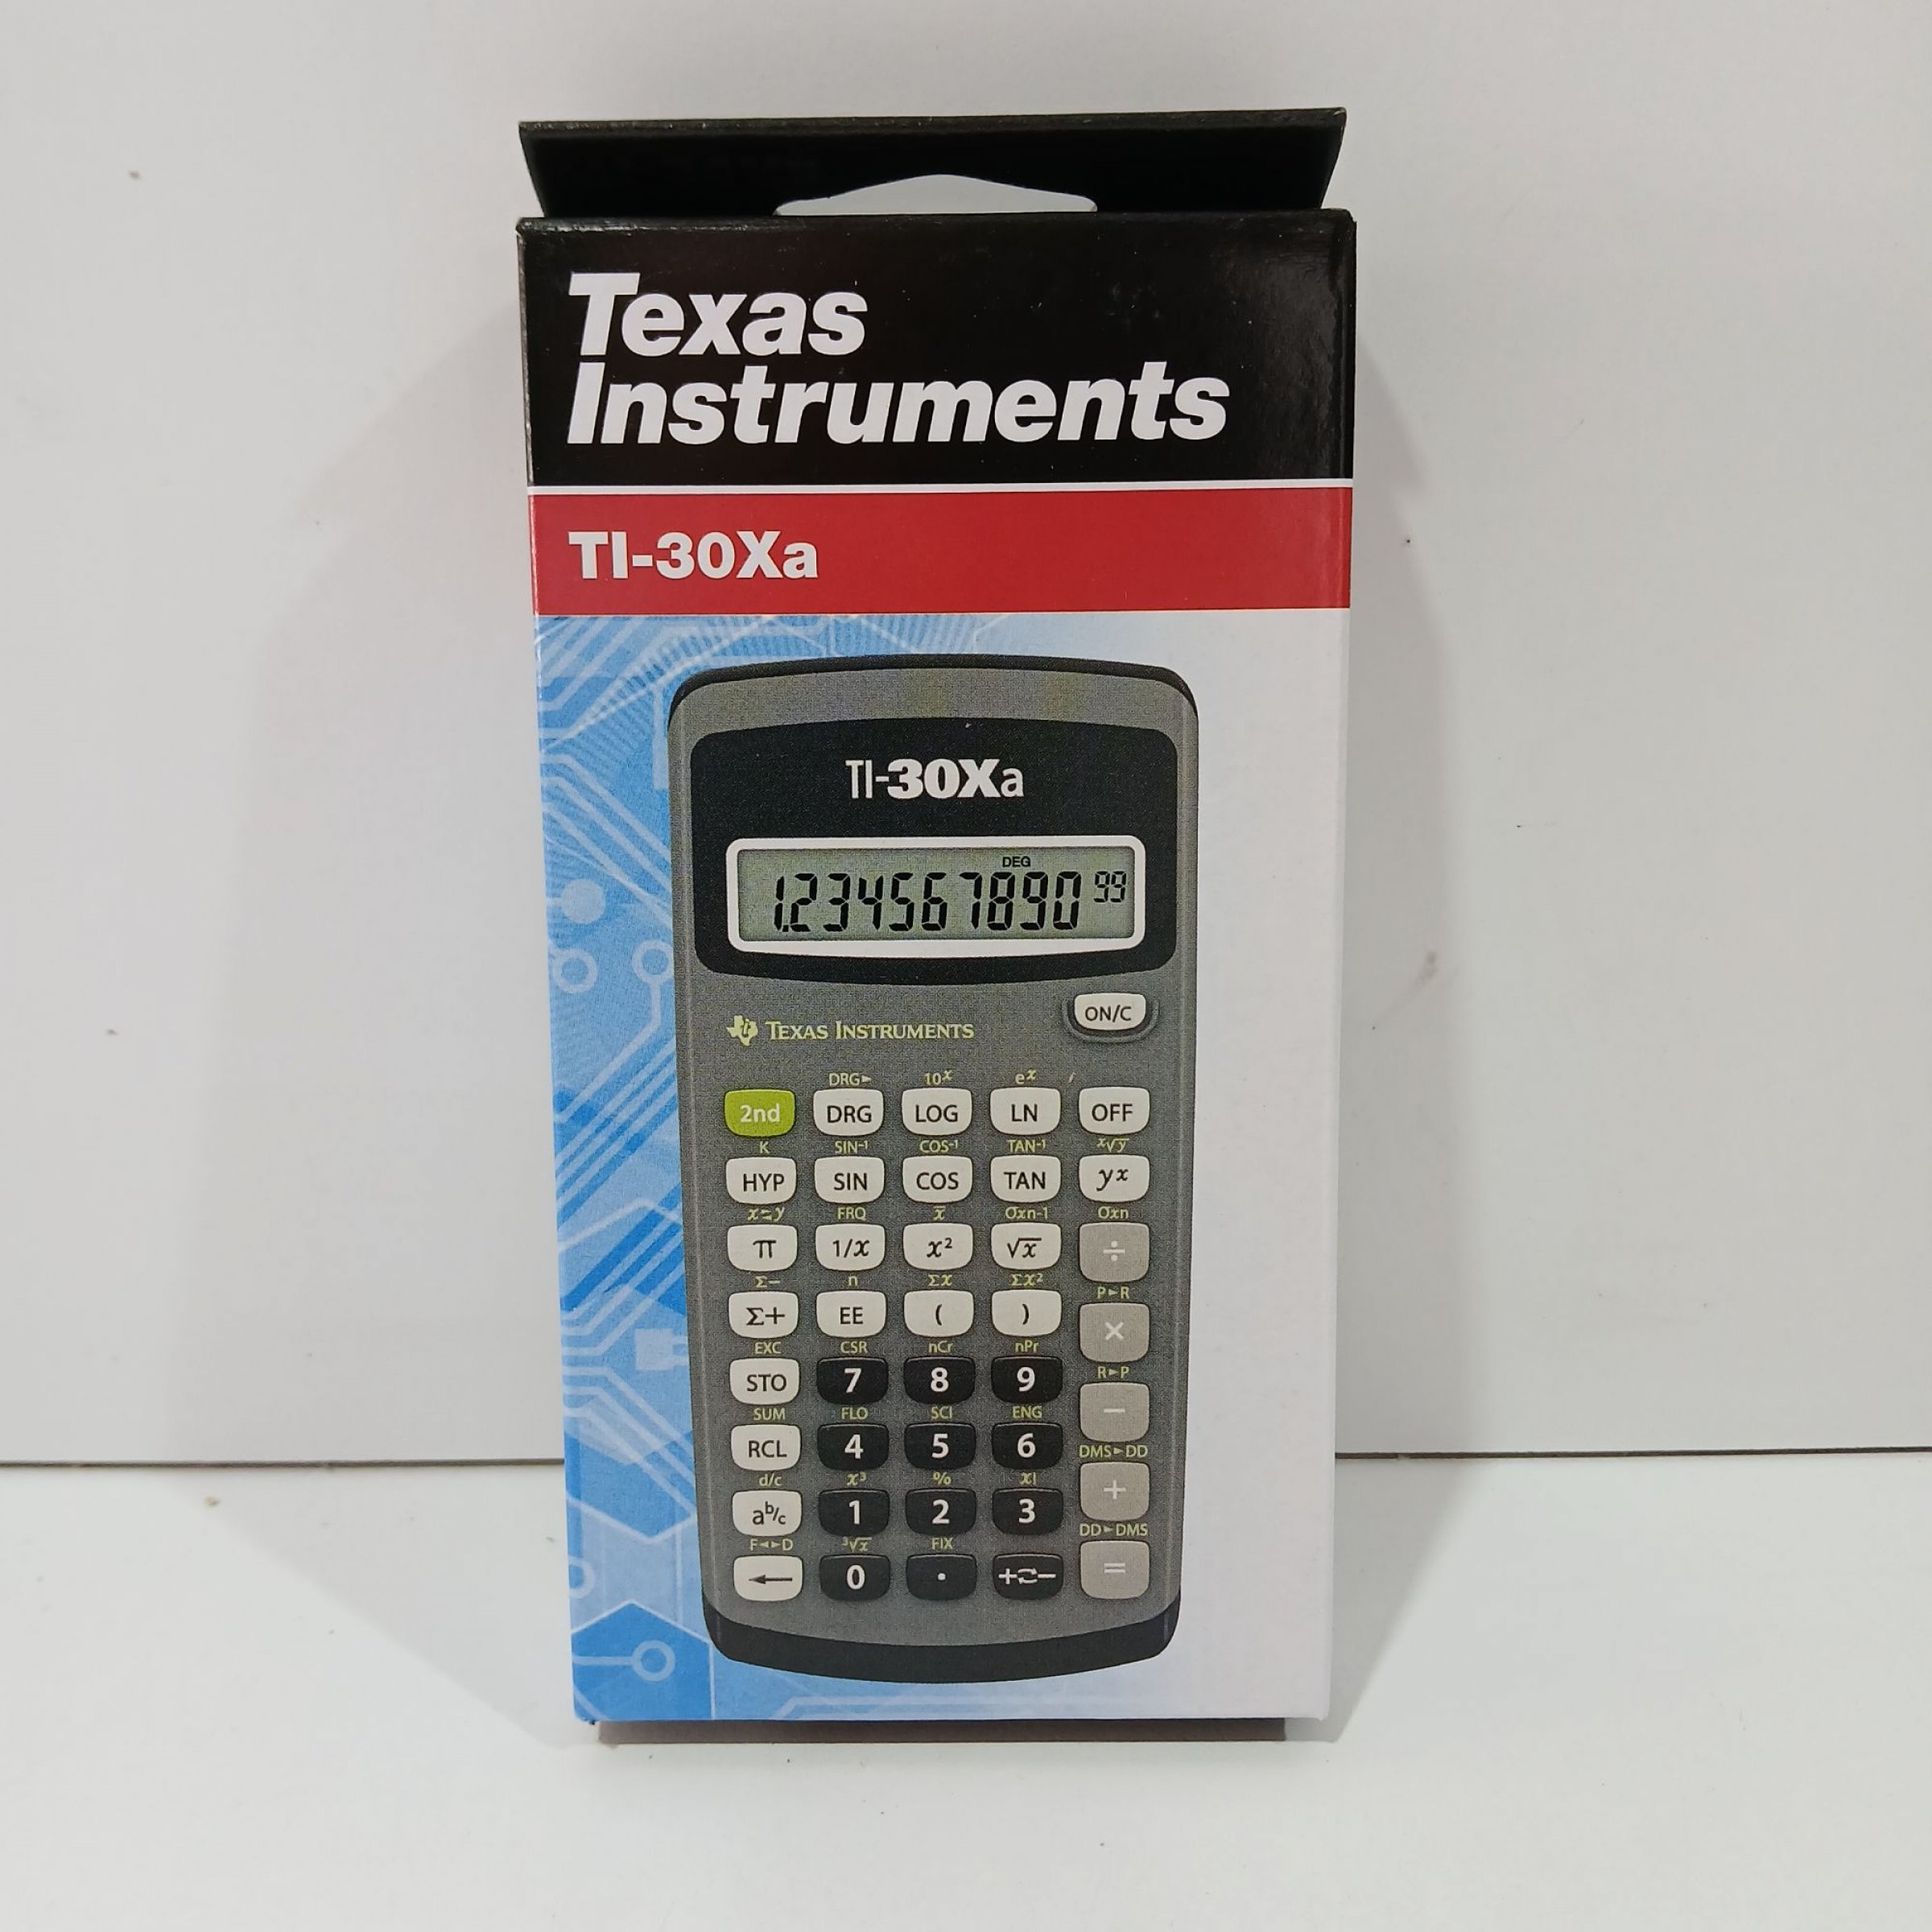 Texas
Instruments
TI-30Xa
TI-30Xa
DEG
1.234567890 99
ON/C
TEXAS INSTRUMENTS
DRG► 10ˣ eˣ
2nd DRG LOG LN OFF
K SIN⁻¹ COS⁻¹ TAN⁻¹ ˣ√y
HYP SIN COS TAN yˣ
x⇆y FRQ x̅ σxn-1 σxn
π 1/x x² √x ÷
Σ− n Σx Σx² P►R
Σ+ EE ( ) ×
EXC CSR nCr nPr R►P
STO 7 8 9 −
SUM FLO SCI ENG DMS►DD
RCL 4 5 6 +
d/c x³ % x! DD►DMS
aᵇ/c 1 2 3 =
F◄►D ³√x FIX
← 0 . +⇆−